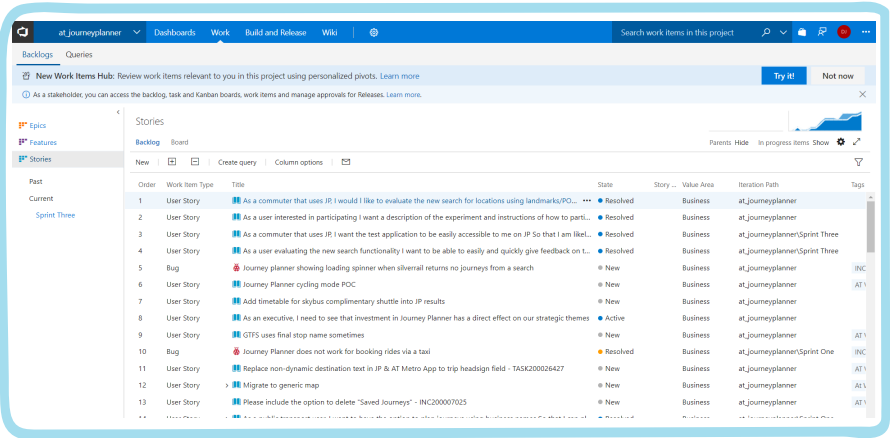 at_journeyplanner Dashboards Work Build and Release Wiki Search work items in this project
Backlogs Queries
New Work Items Hub: Review work items relevant to you in this project using personalized pivots. Learn more Try it! Not now
As a stakeholder, you can access the backlog, task and Kanban boards, work items and manage approvals for Releases. Learn more.
Epics
Features
Stories
Past
Current
Sprint Three
Stories
Backlog Board Parents Hide In progress items Show
New Create query Column options
Order Work Item Type Title State Story ... Value Area Iteration Path Tags
1 User Story As a commuter that uses JP, I would like to evaluate the new search for locations using landmarks/PO... ••• Resolved Business at_journeyplanner
2 User Story As a user interested in participating I want a description of the experiment and instructions of how to parti... Resolved Business at_journeyplanner
3 User Story As a commuter that uses JP, I want the test application to be easily accessible to me on JP So that I am likel... Resolved Business at_journeyplanner\Sprint Three
4 User Story As a user evaluating the new search functionality I want to be able to easily and quickly give feedback on t... Resolved Business at_journeyplanner\Sprint Three
5 Bug Journey planner showing loading spinner when silverrail returns no journeys from a search New Business at_journeyplanner INC
6 User Story Journey Planner cycling mode POC New Business at_journeyplanner AT
7 User Story Add timetable for skybus complimentary shuttle into JP results New Business at_journeyplanner
8 User Story As an executive, I need to see that investment in Journey Planner has a direct effect on our strategic themes Active Business at_journeyplanner
9 User Story GTFS uses final stop name sometimes New Business at_journeyplanner AT
10 Bug Journey Planner does not work for booking rides via a taxi Resolved Business at_journeyplanner\Sprint One INC
11 User Story Replace non-dynamic destination text in JP & AT Metro App to trip headsign field - TASK200026427 New Business at_journeyplanner AT
12 User Story Migrate to generic map New Business at_journeyplanner At
13 User Story Please include the option to delete "Saved Journeys" - INC200007025 New Business at_journeyplanner AT